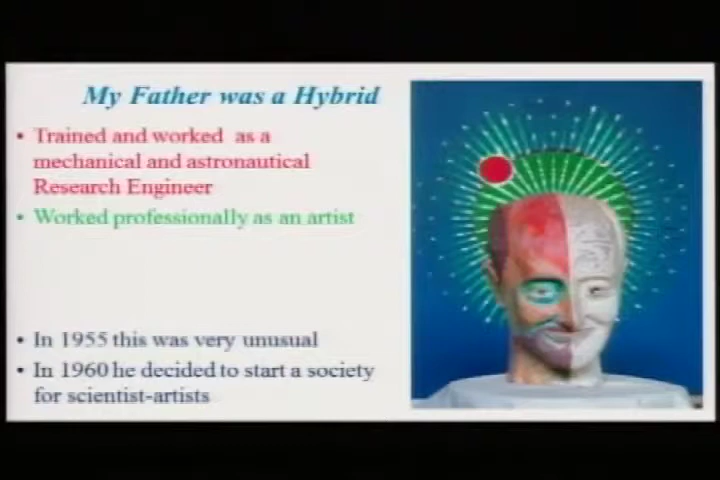 My Father was a Hybrid
• Trained and worked as a
mechanical and astronautical
Research Engineer
• Worked professionally as an artist
• In 1955 this was very unusual
• In 1960 he decided to start a society
for scientist-artists